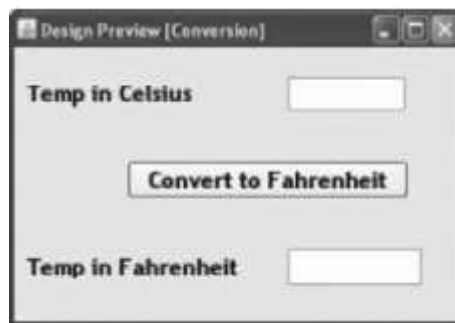 Design Preview [Conversion]
Temp in Celsius
Convert to Fahrenheit
Temp in Fahrenheit